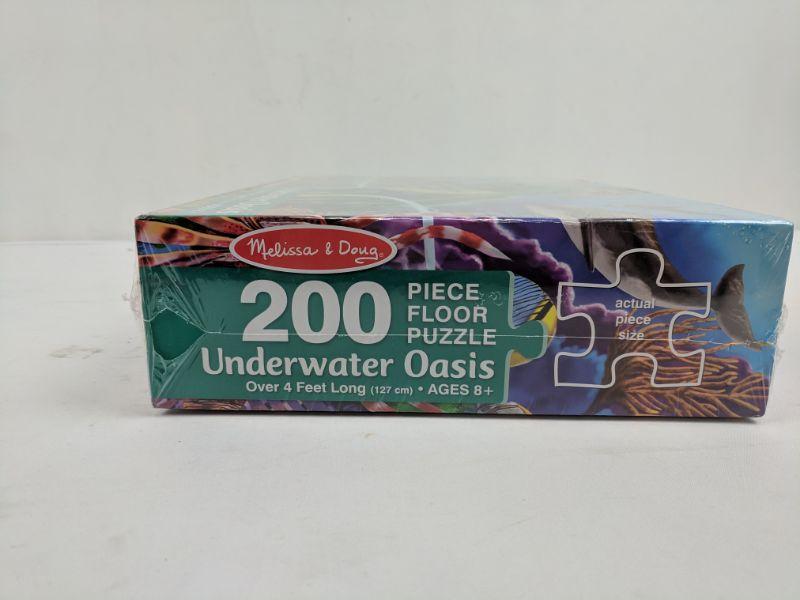 Melissa & Doug
200 PIECE FLOOR PUZZLE
Underwater Oasis
Over 4 Feet Long (127 cm) • AGES 8+
actual
piece
size